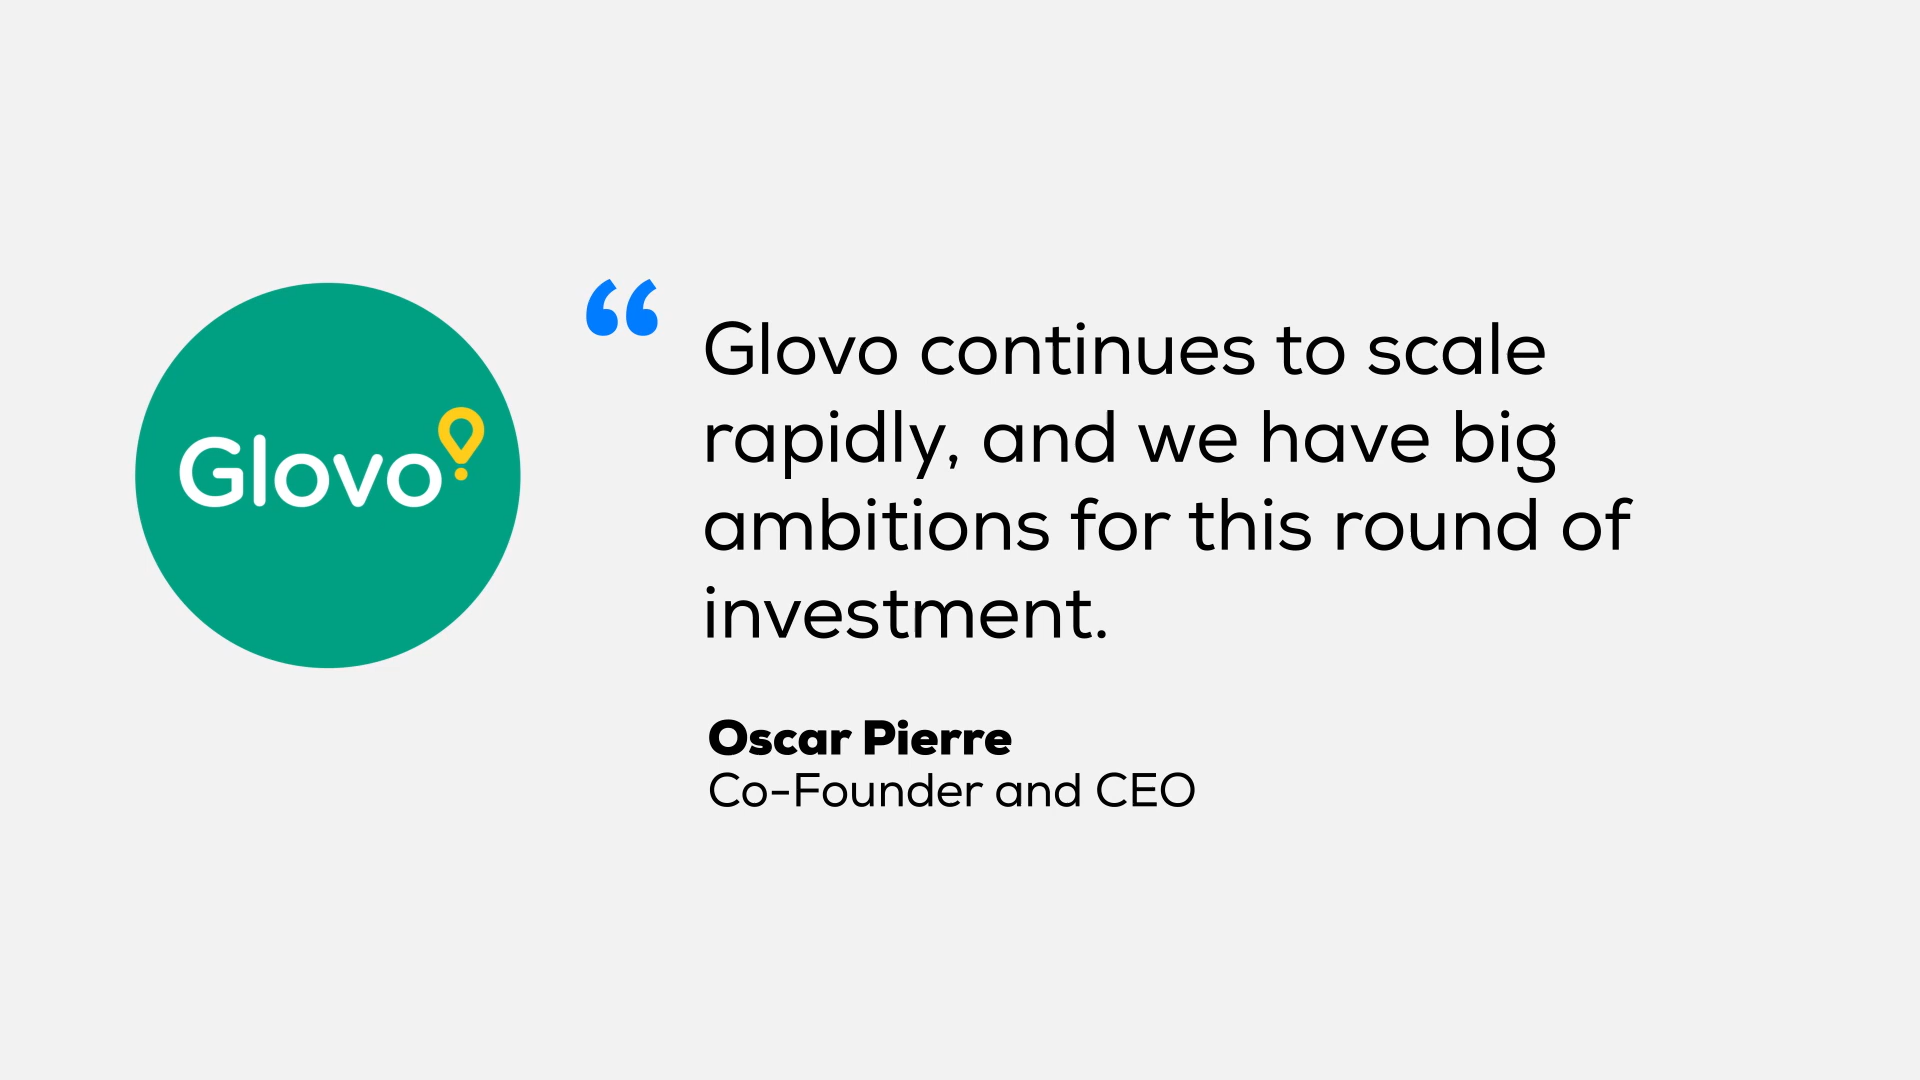 Glovo
“
Glovo continues to scale
rapidly, and we have big
ambitions for this round of
investment.
Oscar Pierre
Co-Founder and CEO